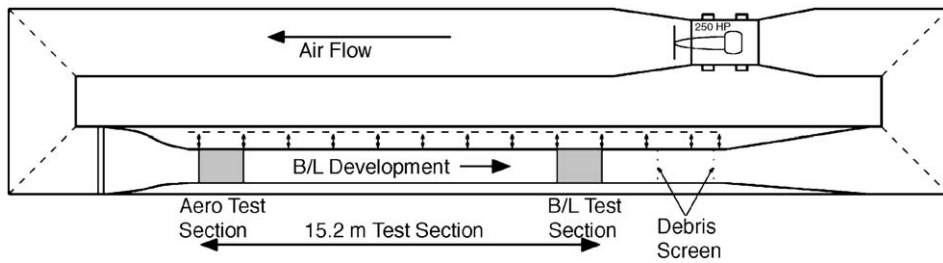 250 HP
Air Flow
B/L Development
Aero Test
Section
15.2 m Test Section
B/L Test
Section
Debris
Screen